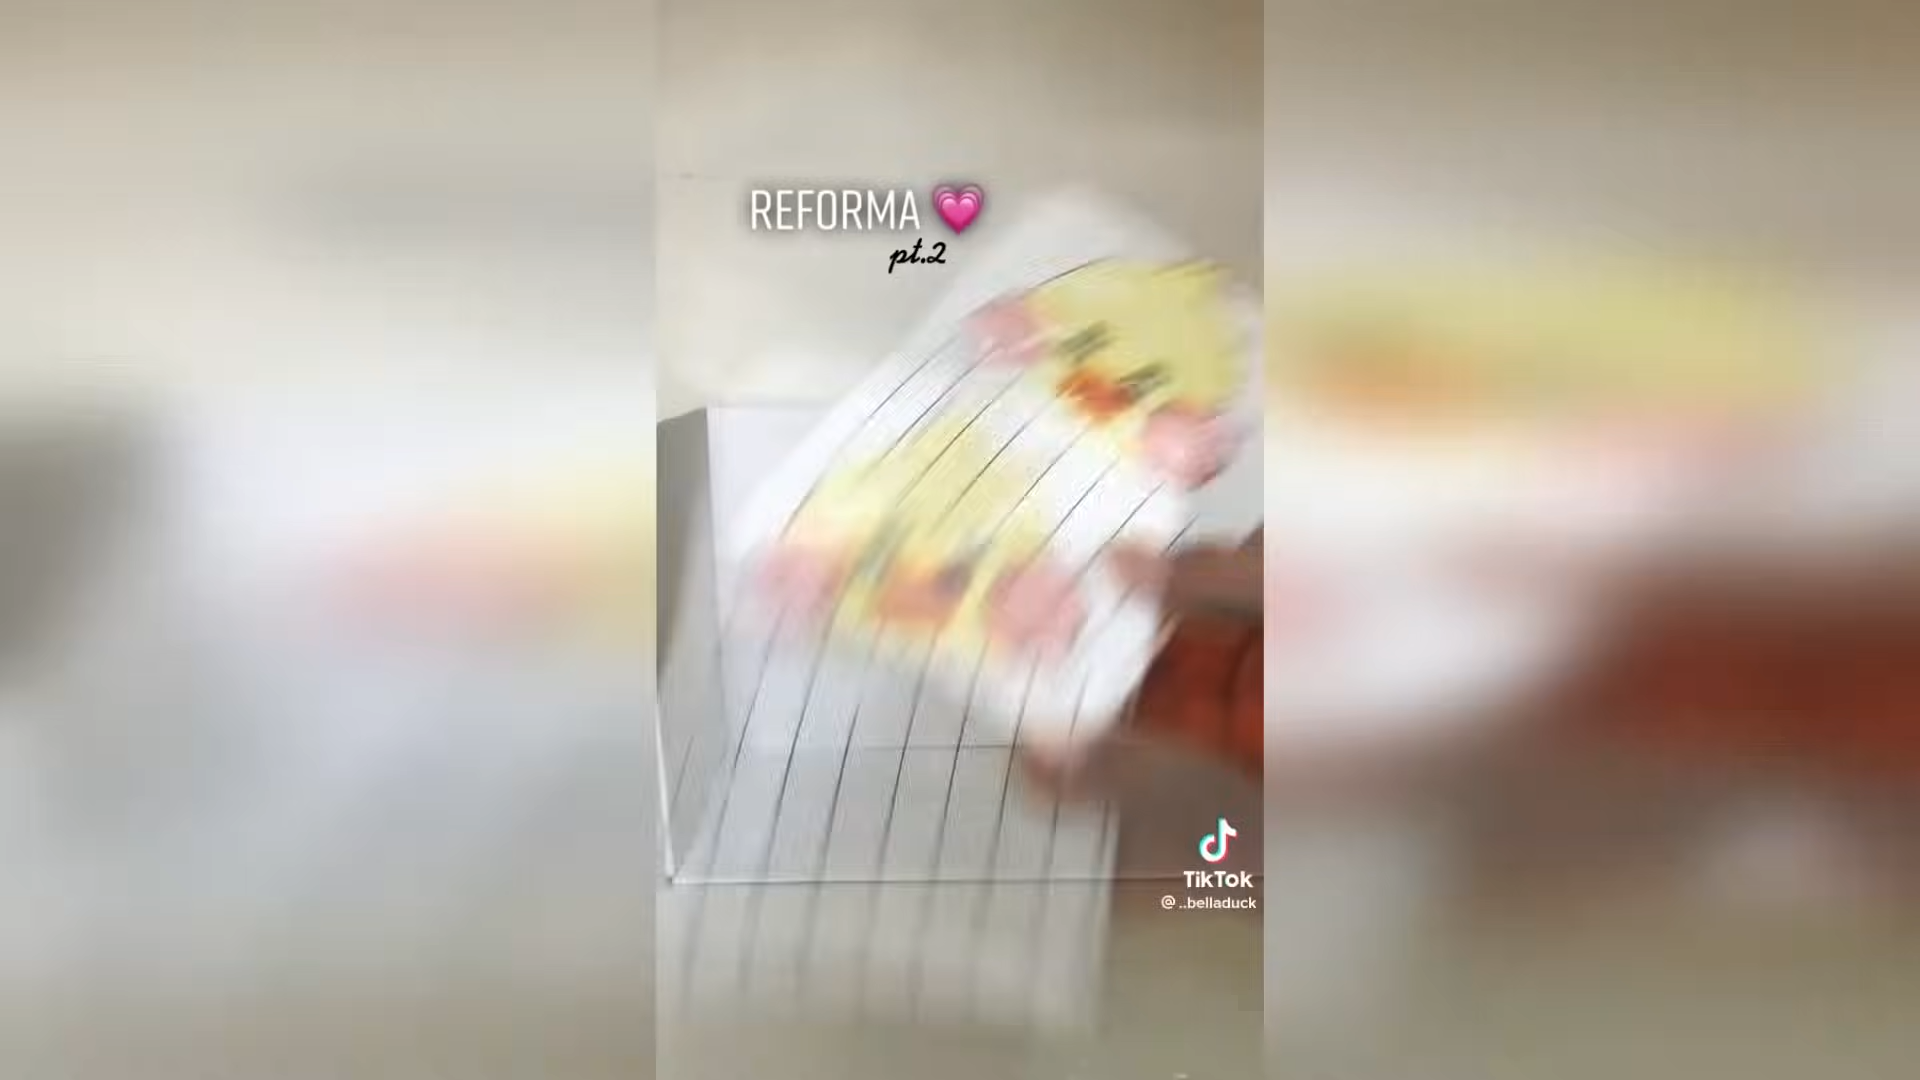 REFORMA 💗
pt.2
TikTok
@ ..belladuck